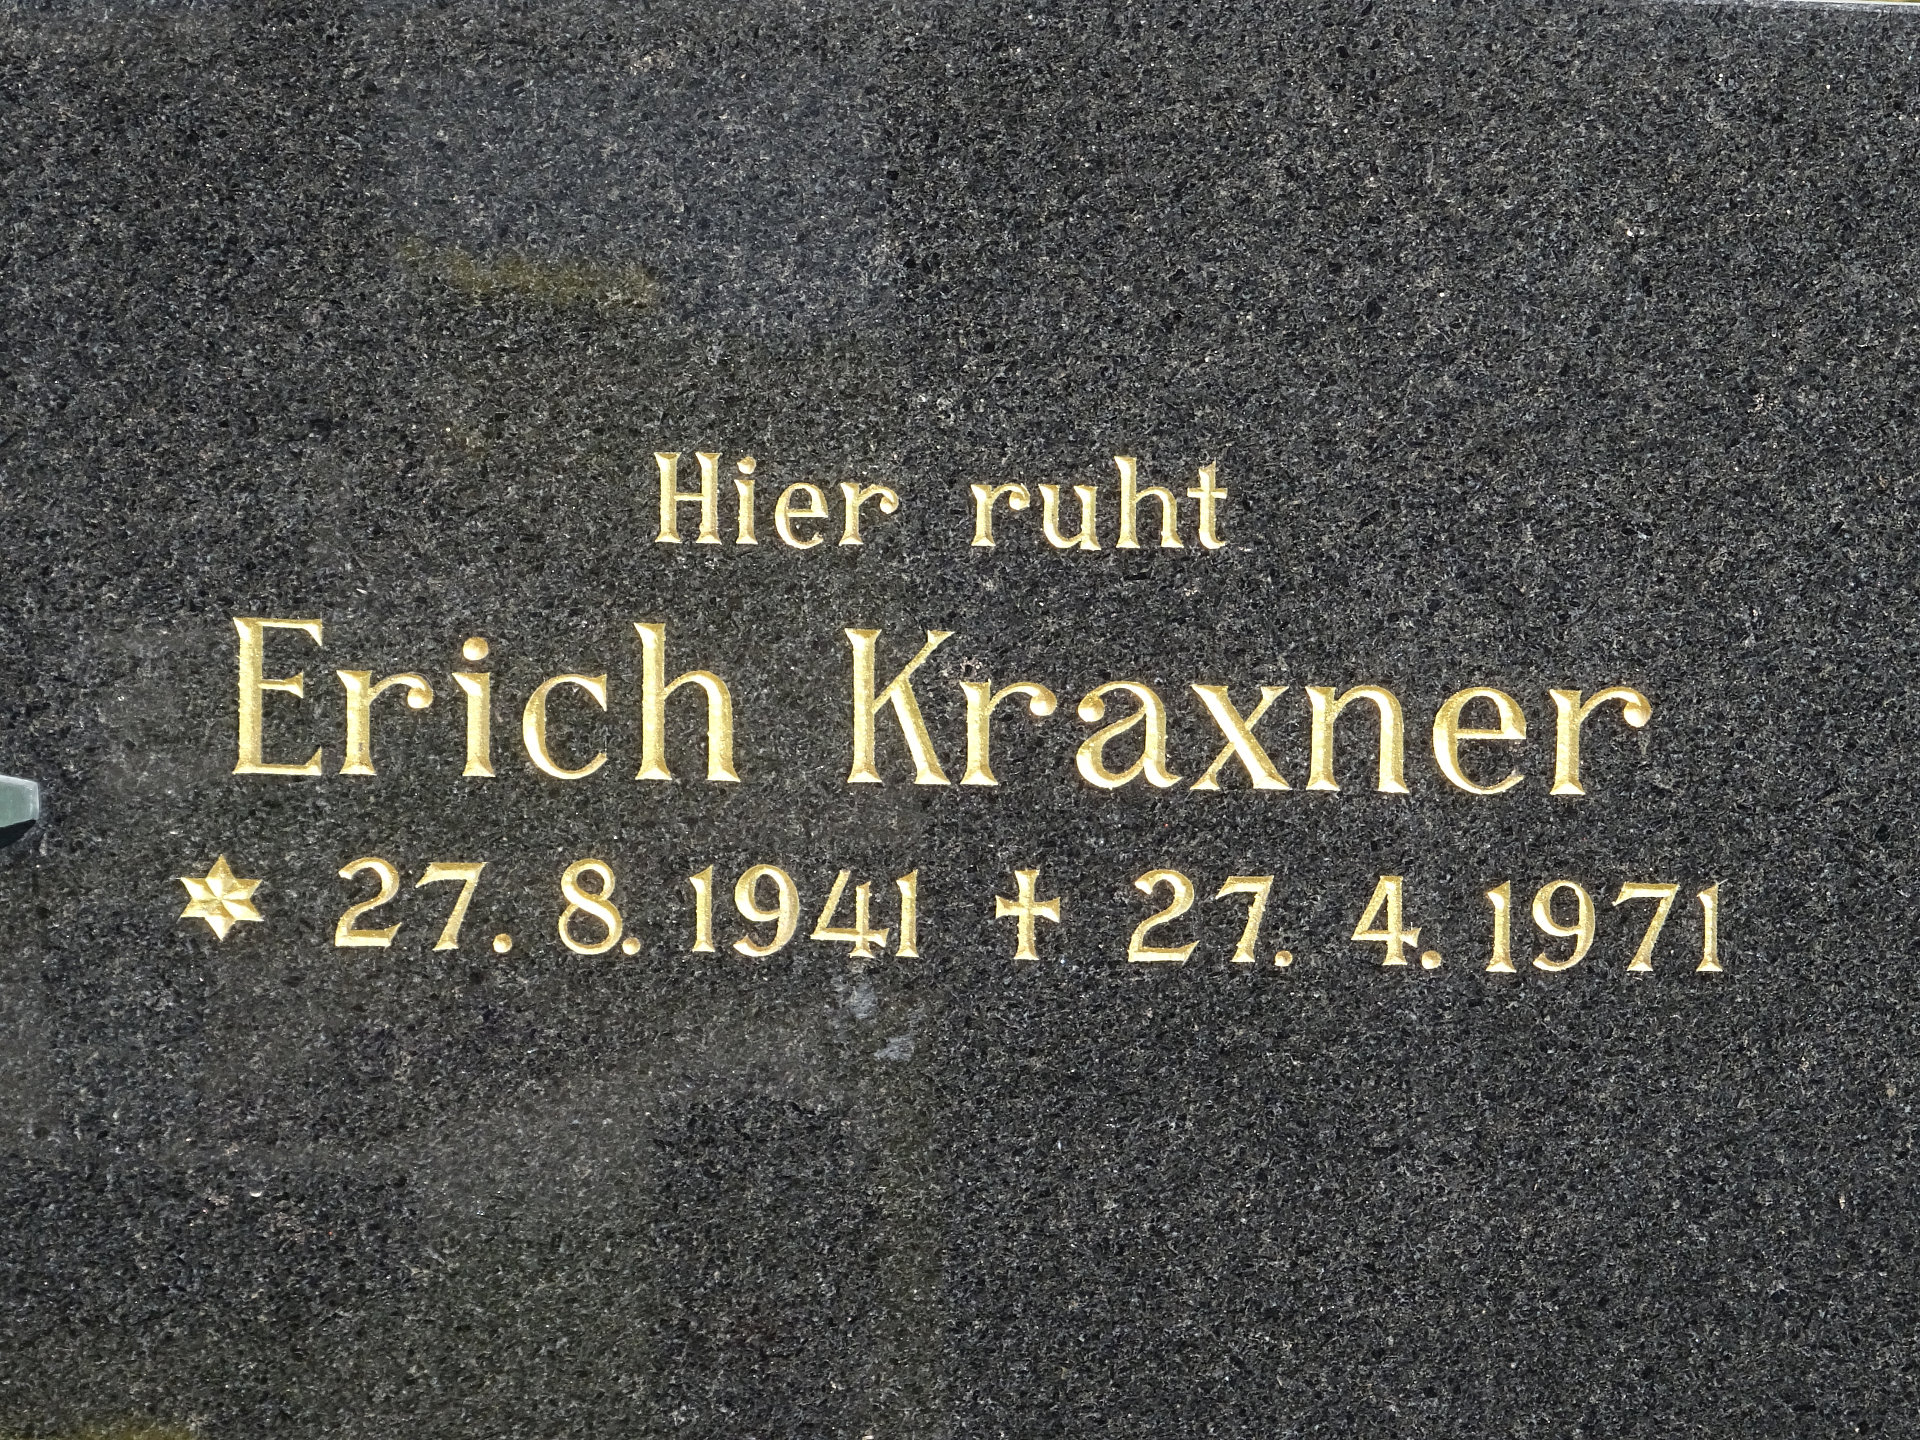 Hier ruht
Erich Kraxner
✶ 27. 8. 1941 ✝ 27. 4. 1971